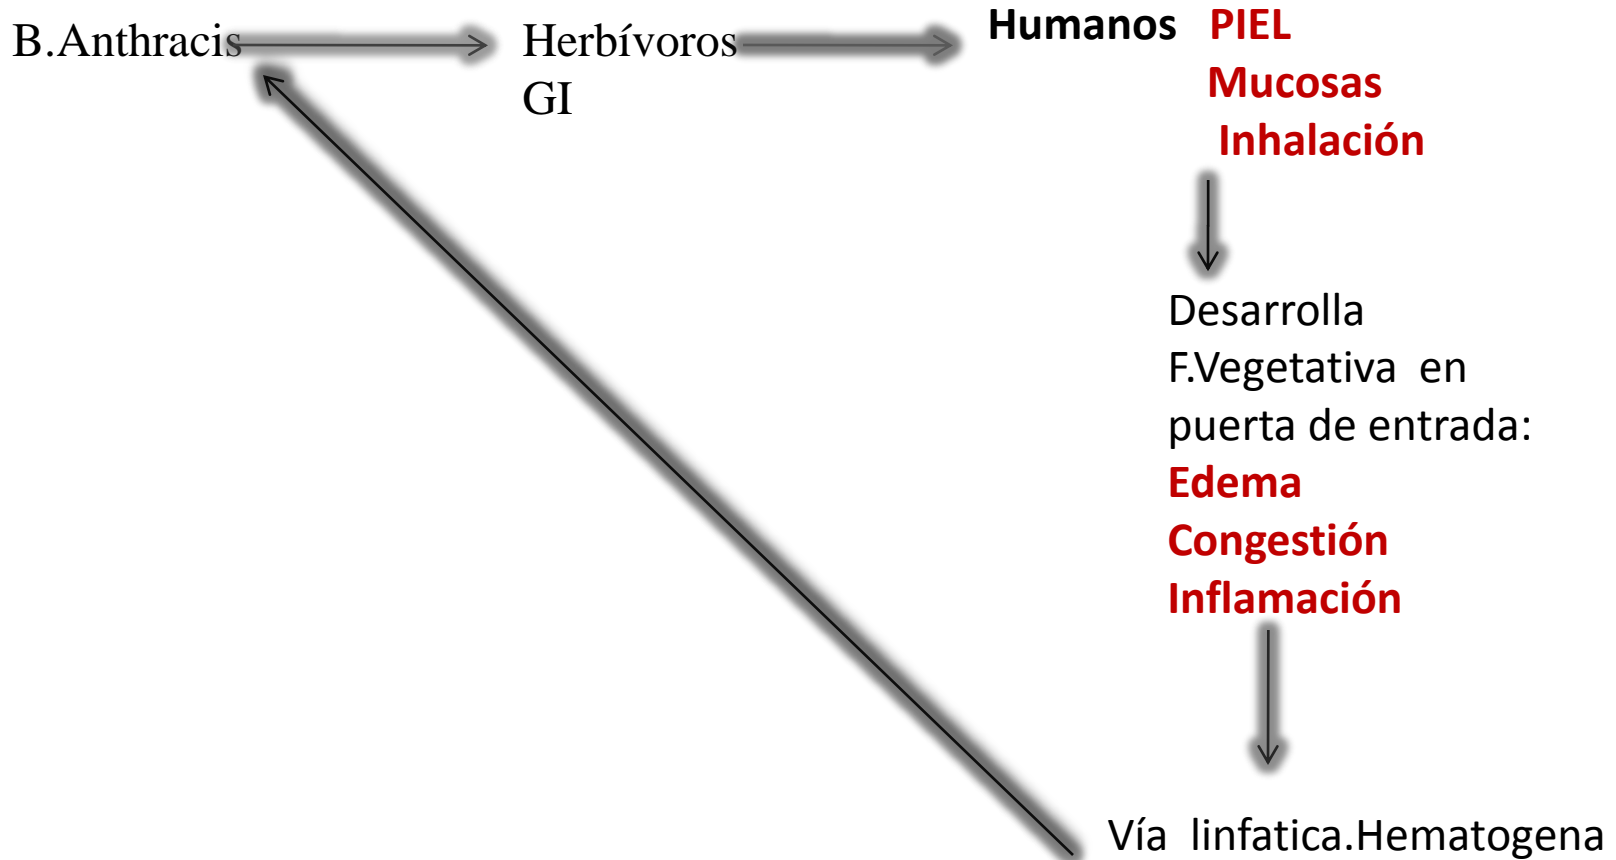 B.Anthracis
Herbívoros
GI
Humanos PIEL
Mucosas
Inhalación
Desarrolla
F.Vegetativa en
puerta de entrada:
Edema
Congestión
Inflamación
Vía linfatica.Hematogena